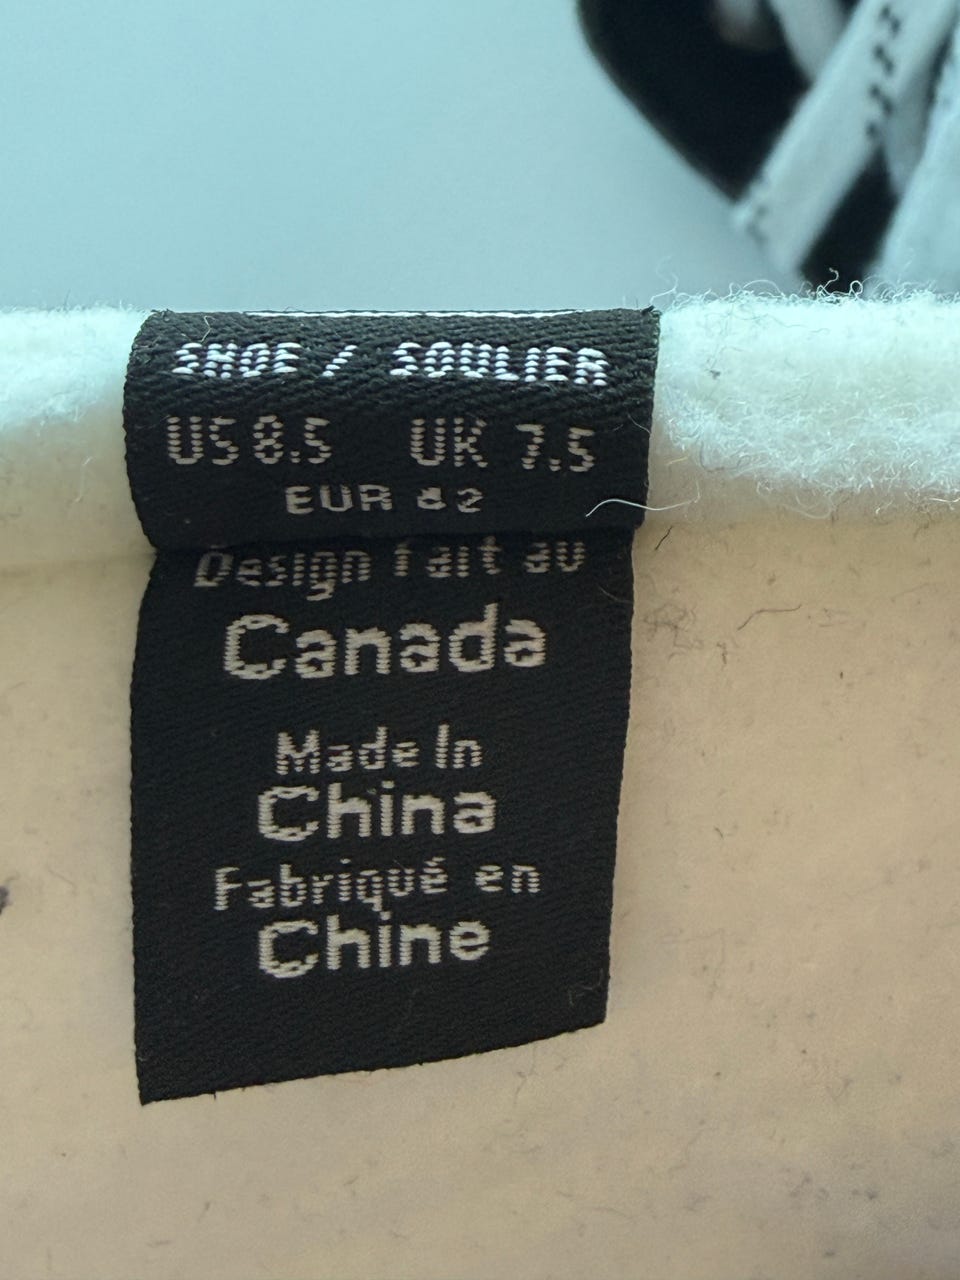 SHOE / SOULIER
US 8.5 UK 7.5
EUR 42
Design fait au
Canada
Made In
China
Fabriqué en
Chine